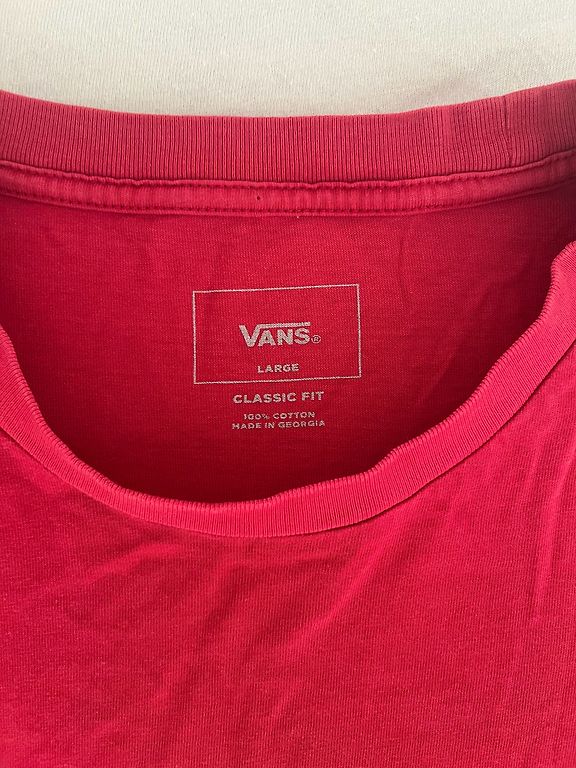 VANS®
LARGE
CLASSIC FIT
100% COTTON
MADE IN GEORGIA